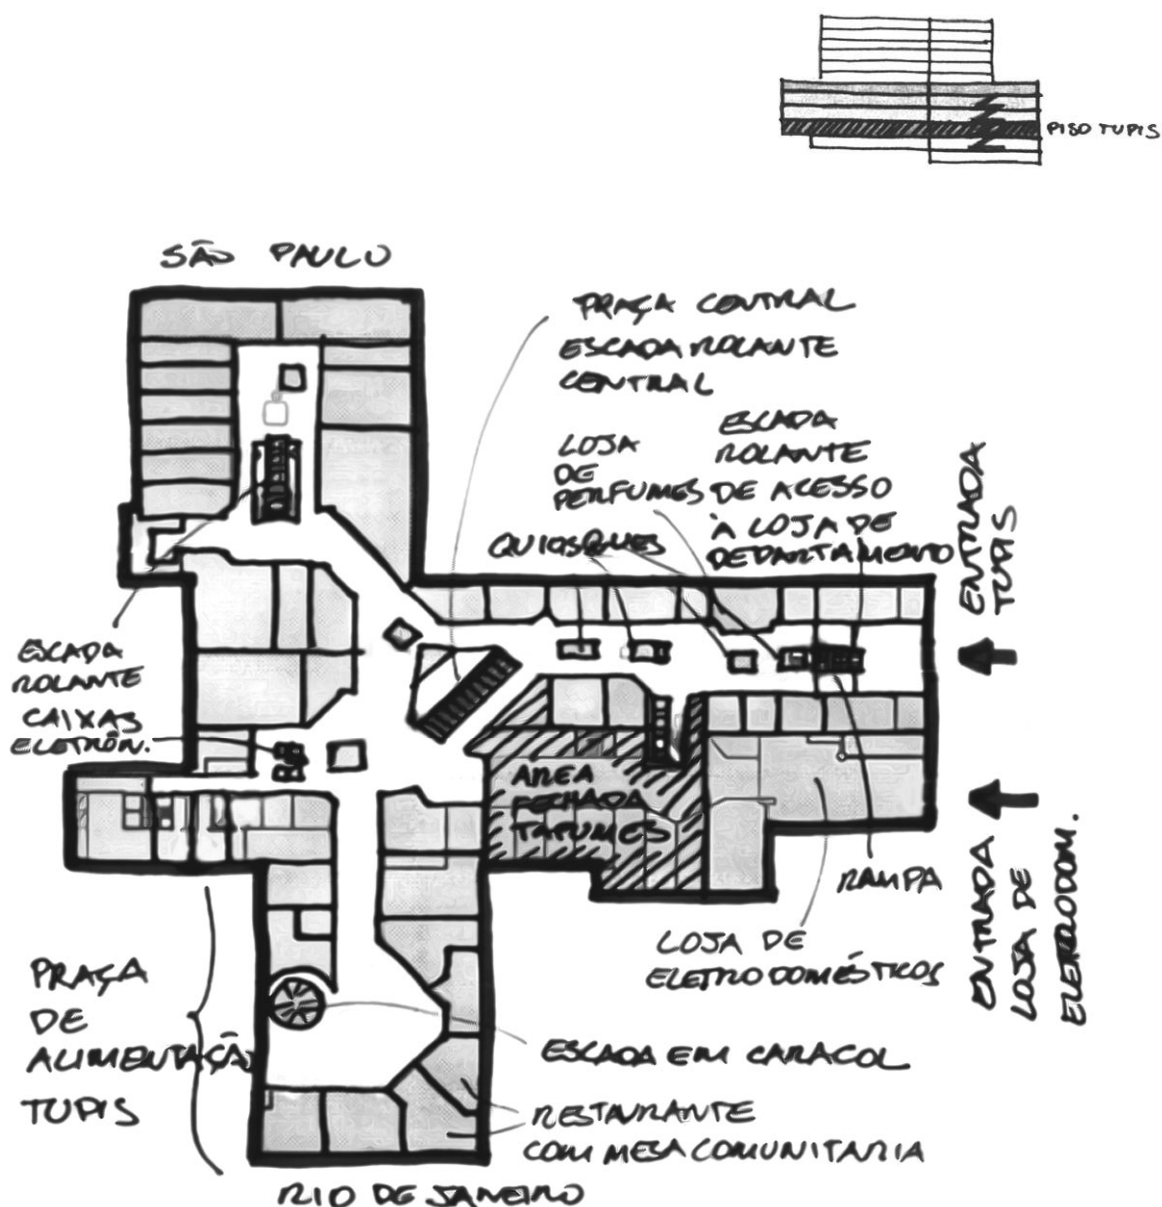 PISO TUPIS
SÃO PAULO
PRAÇA CENTRAL
ESCADA ROLANTE
CENTRAL
LOJA
DE
PERFUMES
ESCADA
ROLANTE
DE ACESSO
À LOJA DE
DEPARTAMENTO
QUIOSQUES
ENTRADA
TUPIS
ESCADA
ROLANTE
CAIXAS
ELETRÔN.
ÁREA
FECHADA
TAPUMES
RAMPA
ENTRADA
LOJA DE
ELETRODOM.
LOJA DE
ELETRODOMÉSTICOS
PRAÇA
DE
ALIMENTAÇÃO
TUPIS
ESCADA EM CARACOL
RESTAURANTE
COM MESA COMUNITARIA
RIO DE JANEIRO